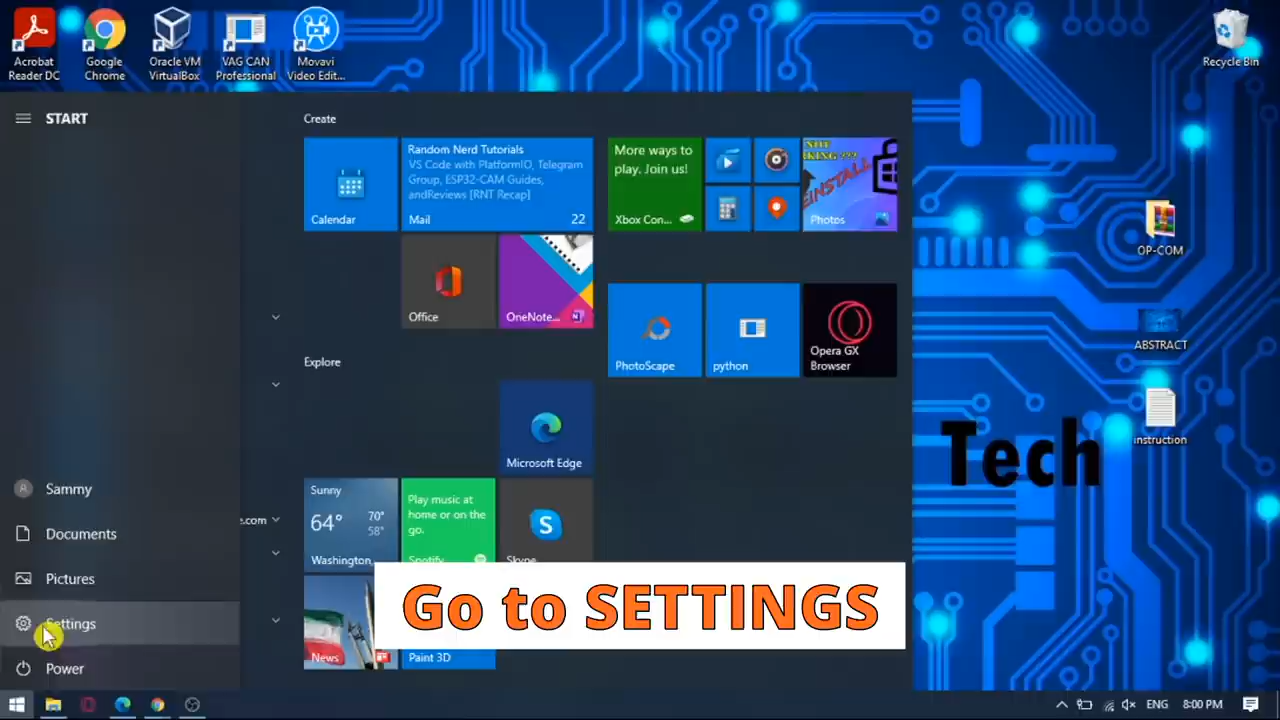 Acrobat
Reader DC
Google
Chrome
Oracle VM
VirtualBox
VAG CAN
Professional
Movavi
Video Edit...
Recycle Bin
START
Create
Calendar
Random Nerd Tutorials
VS Code with PlatformIO, Telegram
Group, ESP32-CAM Guides,
andReviews [RNT Recap]
Mail 22
More ways to
play. Join us!
Xbox Con...
Photos
Office
OneNote...
OP-COM
PhotoScape
python
Opera GX
Browser
ABSTRACT
Explore
Microsoft Edge
instruction
Tech
Sammy
Documents
Pictures
Settings
Power
e.com
Sunny
64° 70°
58°
Washington,
Play music at
home or on the
go.
Spotify
Skype
Go to SETTINGS
News
Paint 3D
ENG 8:00 PM